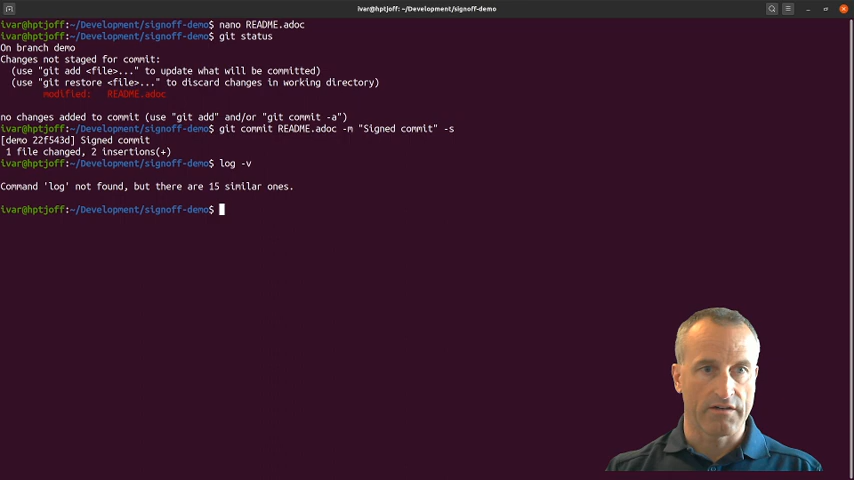 ivar@hptjoff: ~/Development/signoff-demo
ivar@hptjoff:~/Development/signoff-demo$ nano README.adoc
ivar@hptjoff:~/Development/signoff-demo$ git status
On branch demo
Changes not staged for commit:
  (use "git add <file>..." to update what will be committed)
  (use "git restore <file>..." to discard changes in working directory)
        modified:   README.adoc
no changes added to commit (use "git add" and/or "git commit -a")
ivar@hptjoff:~/Development/signoff-demo$ git commit README.adoc -m "Signed commit" -s
[demo 22f543d] Signed commit
 1 file changed, 2 insertions(+)
ivar@hptjoff:~/Development/signoff-demo$ log -v
Command 'log' not found, but there are 15 similar ones.
ivar@hptjoff:~/Development/signoff-demo$